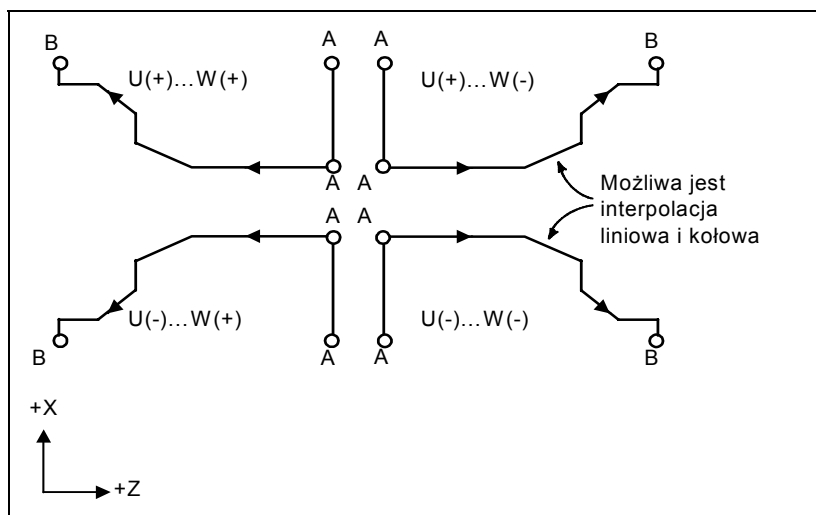 B
A
A
B
U(+)...W(+)
U(+)...W(-)
A
A
Możliwa jest
interpolacja
liniowa i kołowa
A
A
U(-)...W(+)
U(-)...W(-)
B
A
A
B
+X
+Z